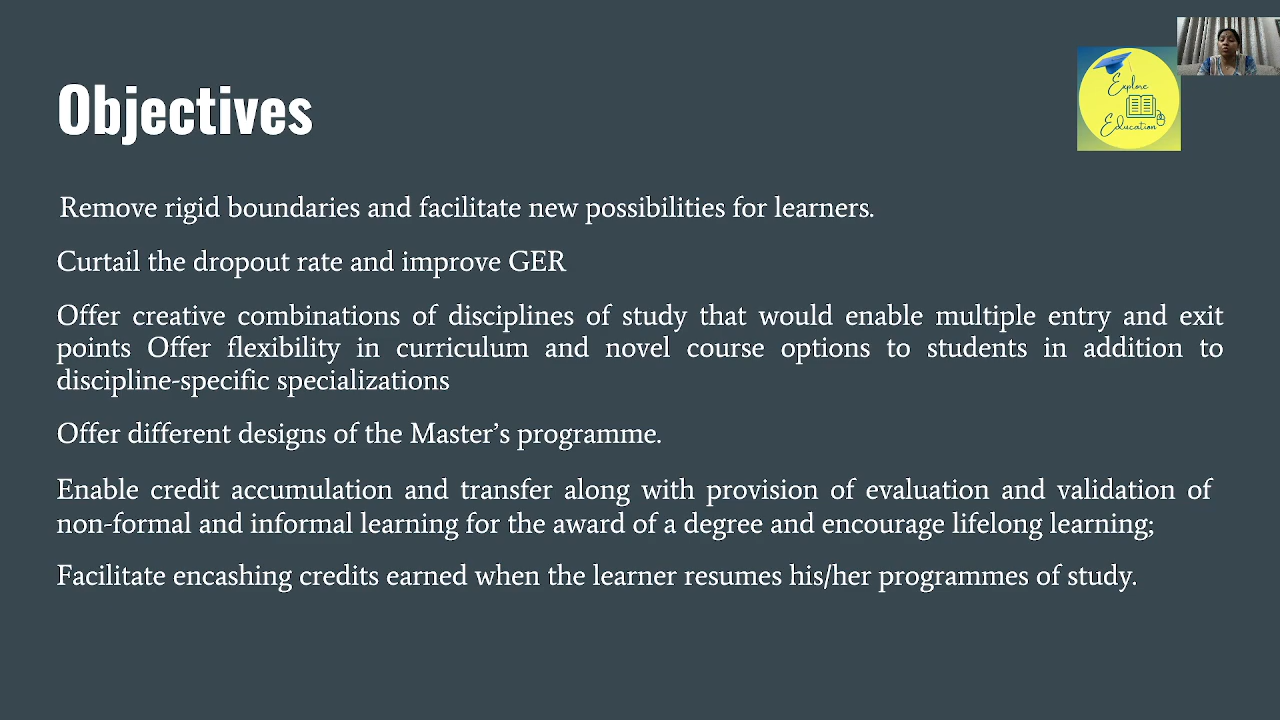 Objectives
Explore
Education
Remove rigid boundaries and facilitate new possibilities for learners.
Curtail the dropout rate and improve GER
Offer creative combinations of disciplines of study that would enable multiple entry and exit
points Offer flexibility in curriculum and novel course options to students in addition to
discipline-specific specializations
Offer different designs of the Master’s programme.
Enable credit accumulation and transfer along with provision of evaluation and validation of
non-formal and informal learning for the award of a degree and encourage lifelong learning;
Facilitate encashing credits earned when the learner resumes his/her programmes of study.